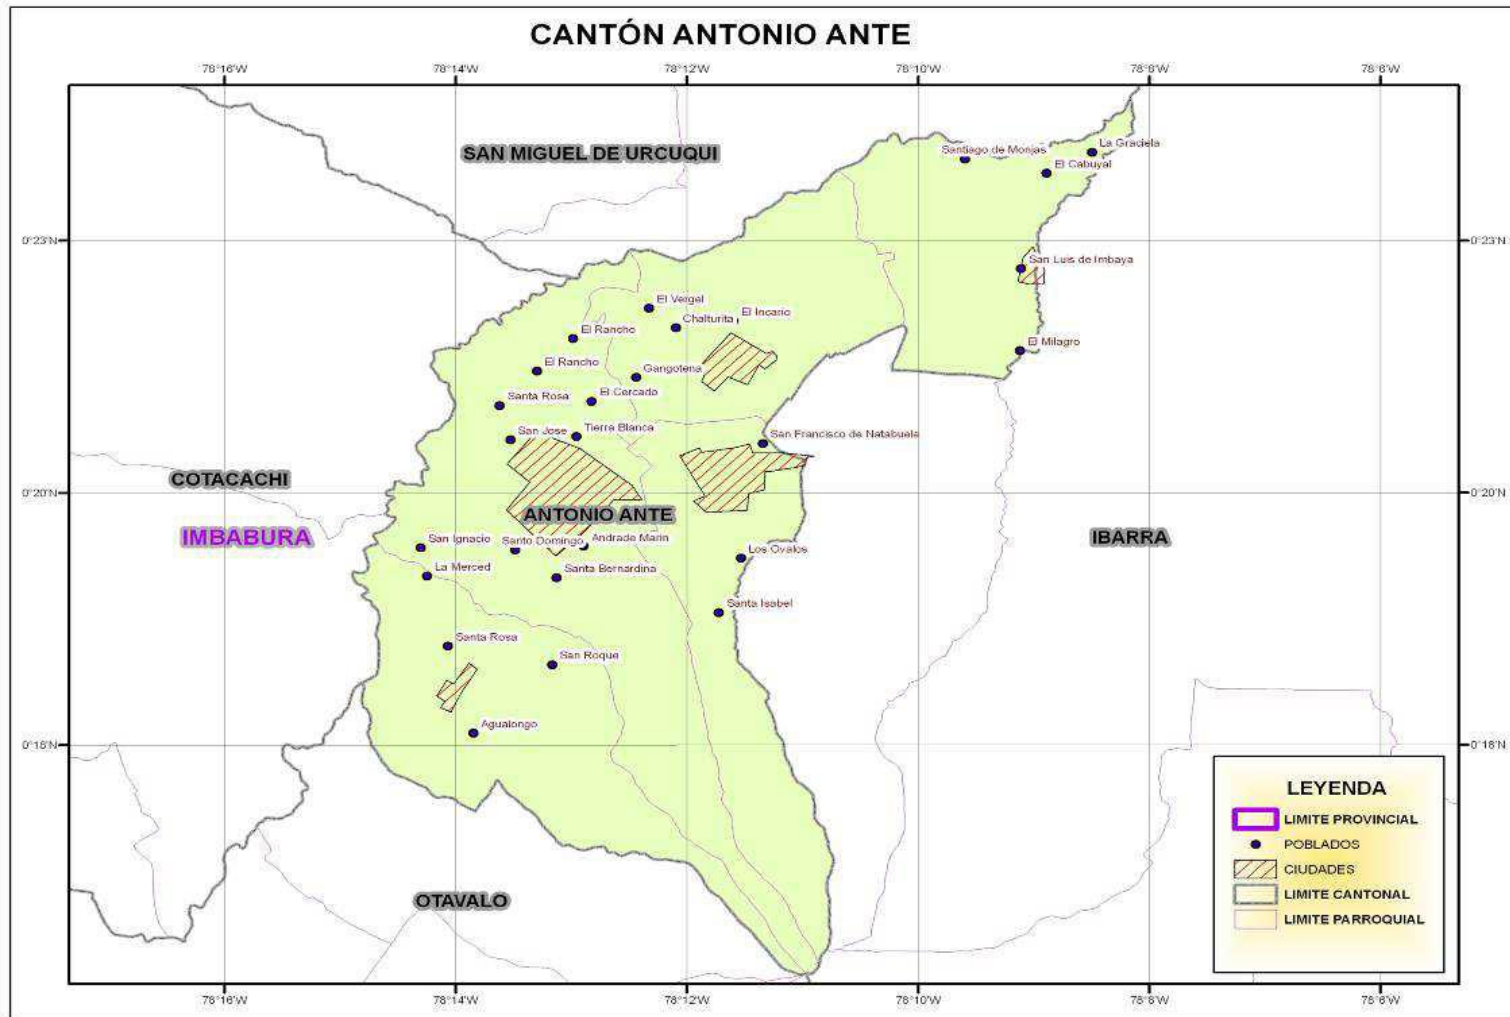 CANTÓN ANTONIO ANTE
78°16'W 78°14'W 78°12'W 78°10'W 78°8'W 78°6'W
SAN MIGUEL DE URCUQUI
Santiago de Monjas
La Graciela
El Cabuyal
0°23'N 0°23'N
San Luis de Imbaya
El Vergel
El Incario
Chalturita
El Rancho
El Milagro
El Rancho
Gangotena
El Cercado
Santa Rosa
Tierra Blanca
San Jose
San Francisco de Natabuela
COTACACHI
0°20'N 0°20'N
ANTONIO ANTE
IMBABURA
IBARRA
San Ignacio
Santo Domingo
Andrade Marin
Los Ovalos
La Merced
Santa Bernardina
Santa Isabel
Santa Rosa
San Roque
Agualongo
0°18'N 0°18'N
OTAVALO
LEYENDA
LIMITE PROVINCIAL
POBLADOS
CIUDADES
LIMITE CANTONAL
LIMITE PARROQUIAL
78°16'W 78°14'W 78°12'W 78°10'W 78°8'W 78°6'W